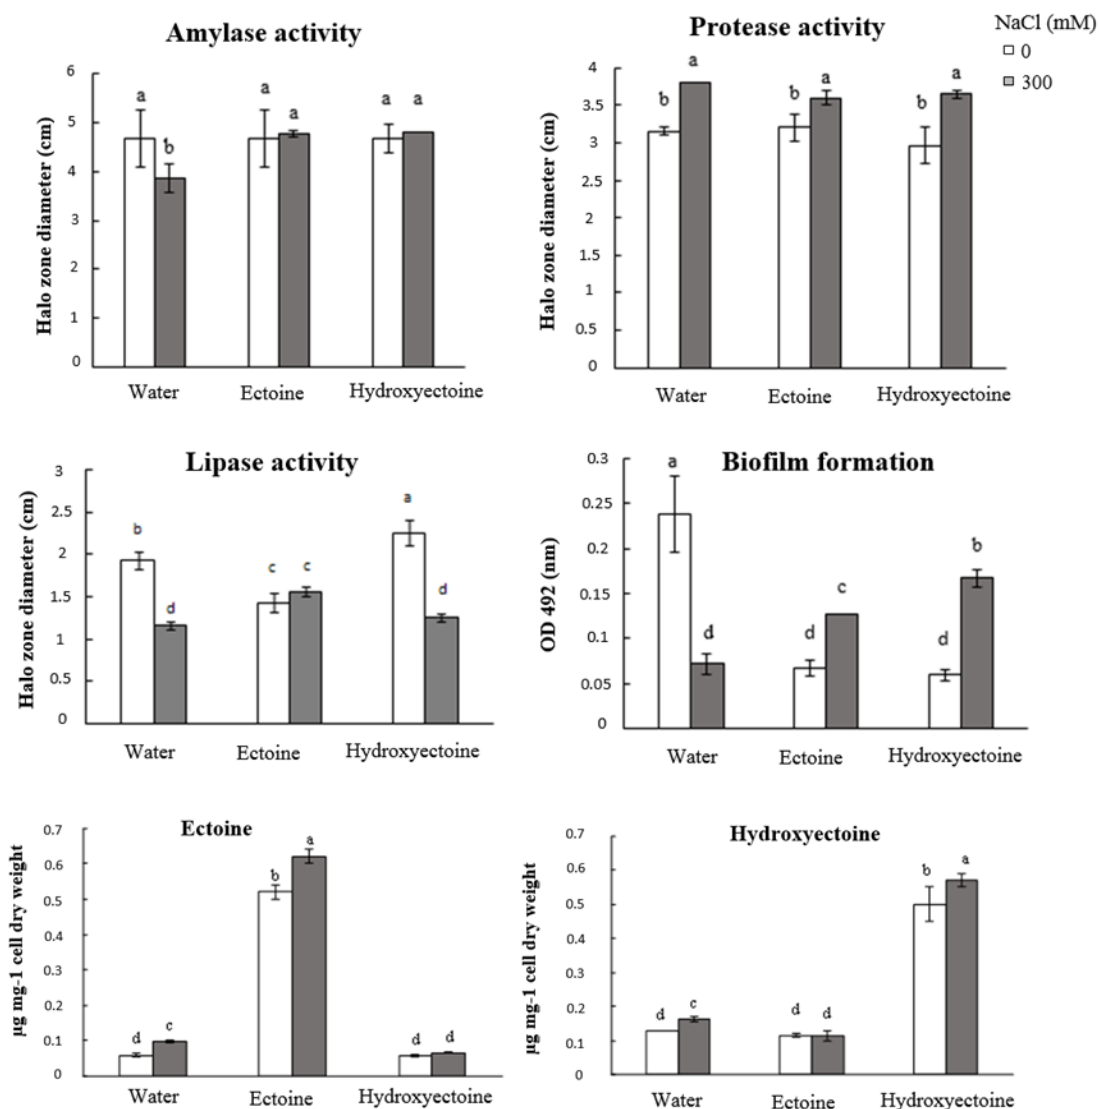 Amylase activity
Halo zone diameter (cm)
6
5
4
3
2
1
0
a
b
a
a
a
a
Water
Ectoine
Hydroxyectoine
Protease activity
NaCl (mM)
0
300
Halo zone diameter (cm)
4
3.5
3
2.5
2
1.5
1
0.5
0
b
a
b
a
b
a
Water
Ectoine
Hydroxyectoine
Lipase activity
Halo zone diameter (cm)
3
2.5
2
1.5
1
0.5
0
b
d
c
c
a
d
Water
Ectoine
Hydroxyectoine
Biofilm formation
OD 492 (nm)
0.3
0.25
0.2
0.15
0.1
0.05
0
a
d
d
c
d
b
Water
Ectoine
Hydroxyectoine
Ectoine
µg mg-1 cell dry weight
0.7
0.6
0.5
0.4
0.3
0.2
0.1
0
d
c
b
a
d
d
Water
Ectoine
Hydroxyectoine
Hydroxyectoine
µg mg-1 cell dry weight
0.7
0.6
0.5
0.4
0.3
0.2
0.1
0
d
c
d
d
b
a
Water
Ectoine
Hydroxyectoine